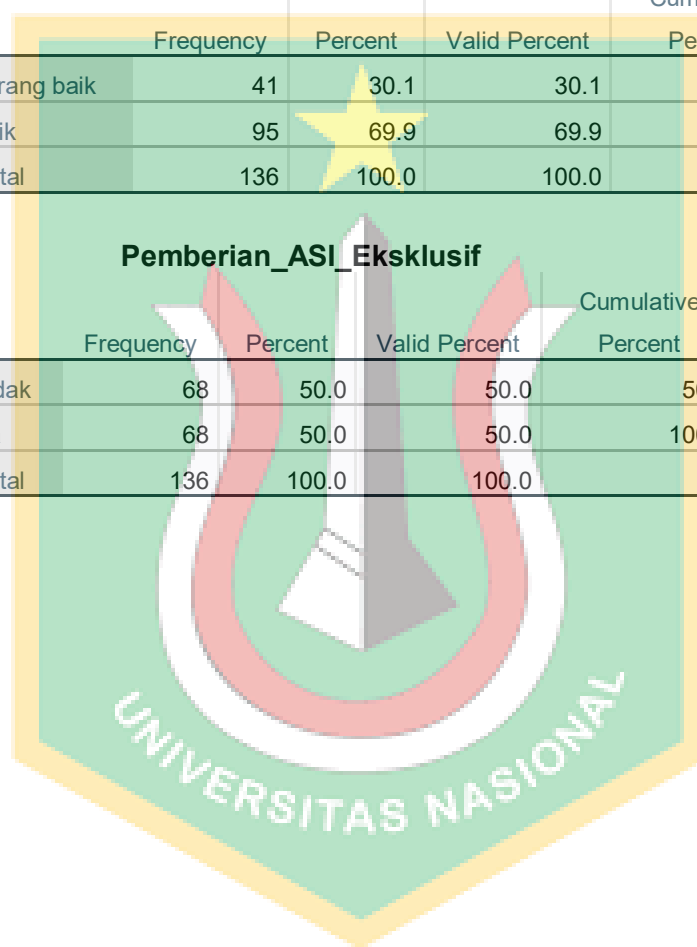 Frequency Percent Valid Percent
rang baik 41 30.1 30.1
ik 95 69.9 69.9
tal 136 100.0 100.0
Pemberian_ASI_Eksklusif
Cumulative
Frequency Percent Valid Percent Percent
dak 68 50.0 50.0
68 50.0 50.0
tal 136 100.0 100.0
UNIVERSITAS NASIONAL